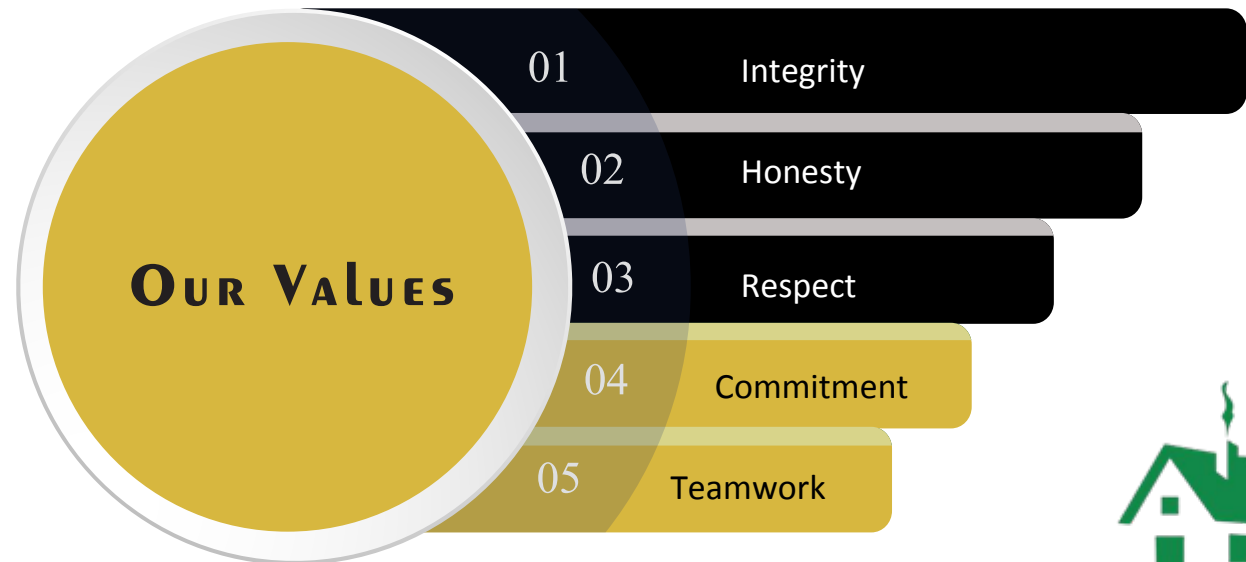 Our Values
01 Integrity
02 Honesty
03 Respect
04 Commitment
05 Teamwork